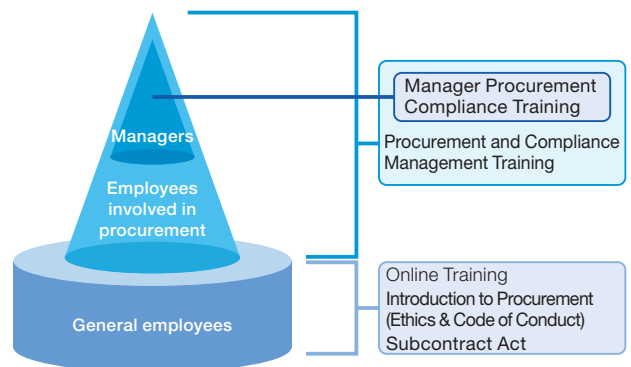 Managers
Employees
involved in
procurement
General employees
Manager Procurement
Compliance Training
Procurement and Compliance
Management Training
Online Training
Introduction to Procurement
(Ethics & Code of Conduct)
Subcontract Act